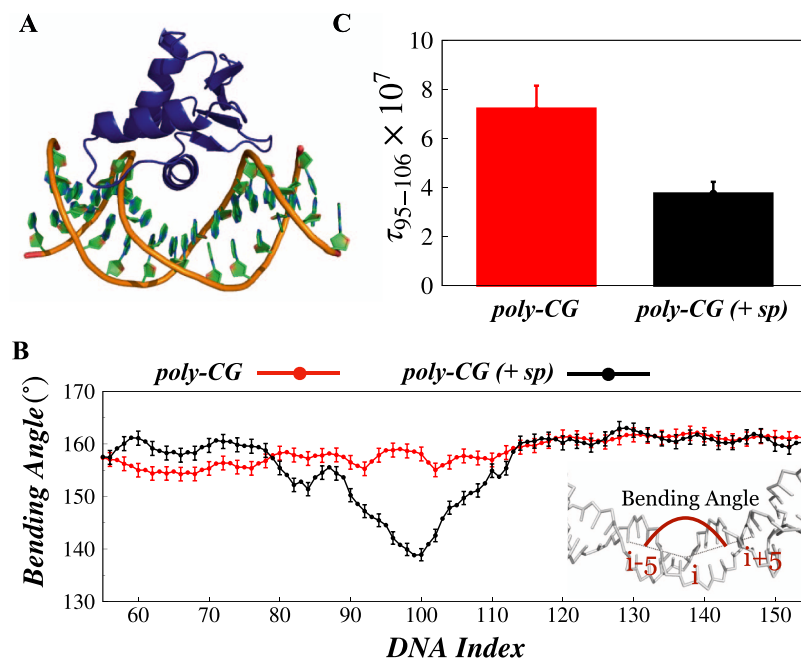 A
C
10
8
6
4
2
0
τ95−106 × 10^7
poly-CG
poly-CG (+ sp)
B
poly-CG
poly-CG (+ sp)
170
160
150
140
130
Bending Angle(°)
Bending Angle
i-5
i
i+5
60
70
80
90
100
110
120
130
140
150
DNA Index